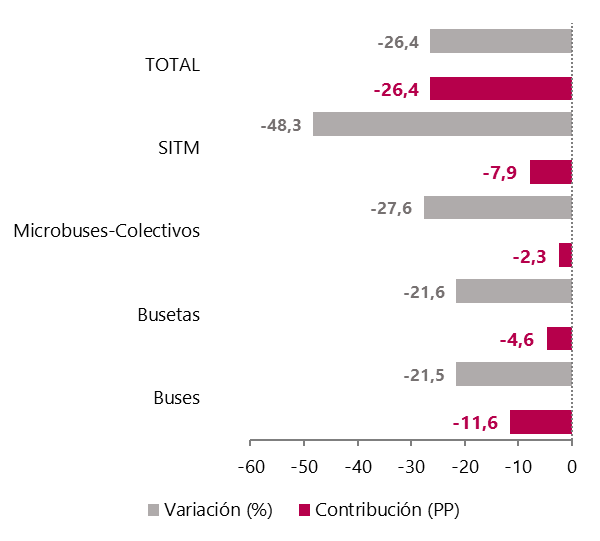 TOTAL
-26,4
-26,4
SITM
-48,3
-7,9
Microbuses-Colectivos
-27,6
-2,3
Busetas
-21,6
-4,6
Buses
-21,5
-11,6
-60 -50 -40 -30 -20 -10 0
Variación (%) Contribución (PP)